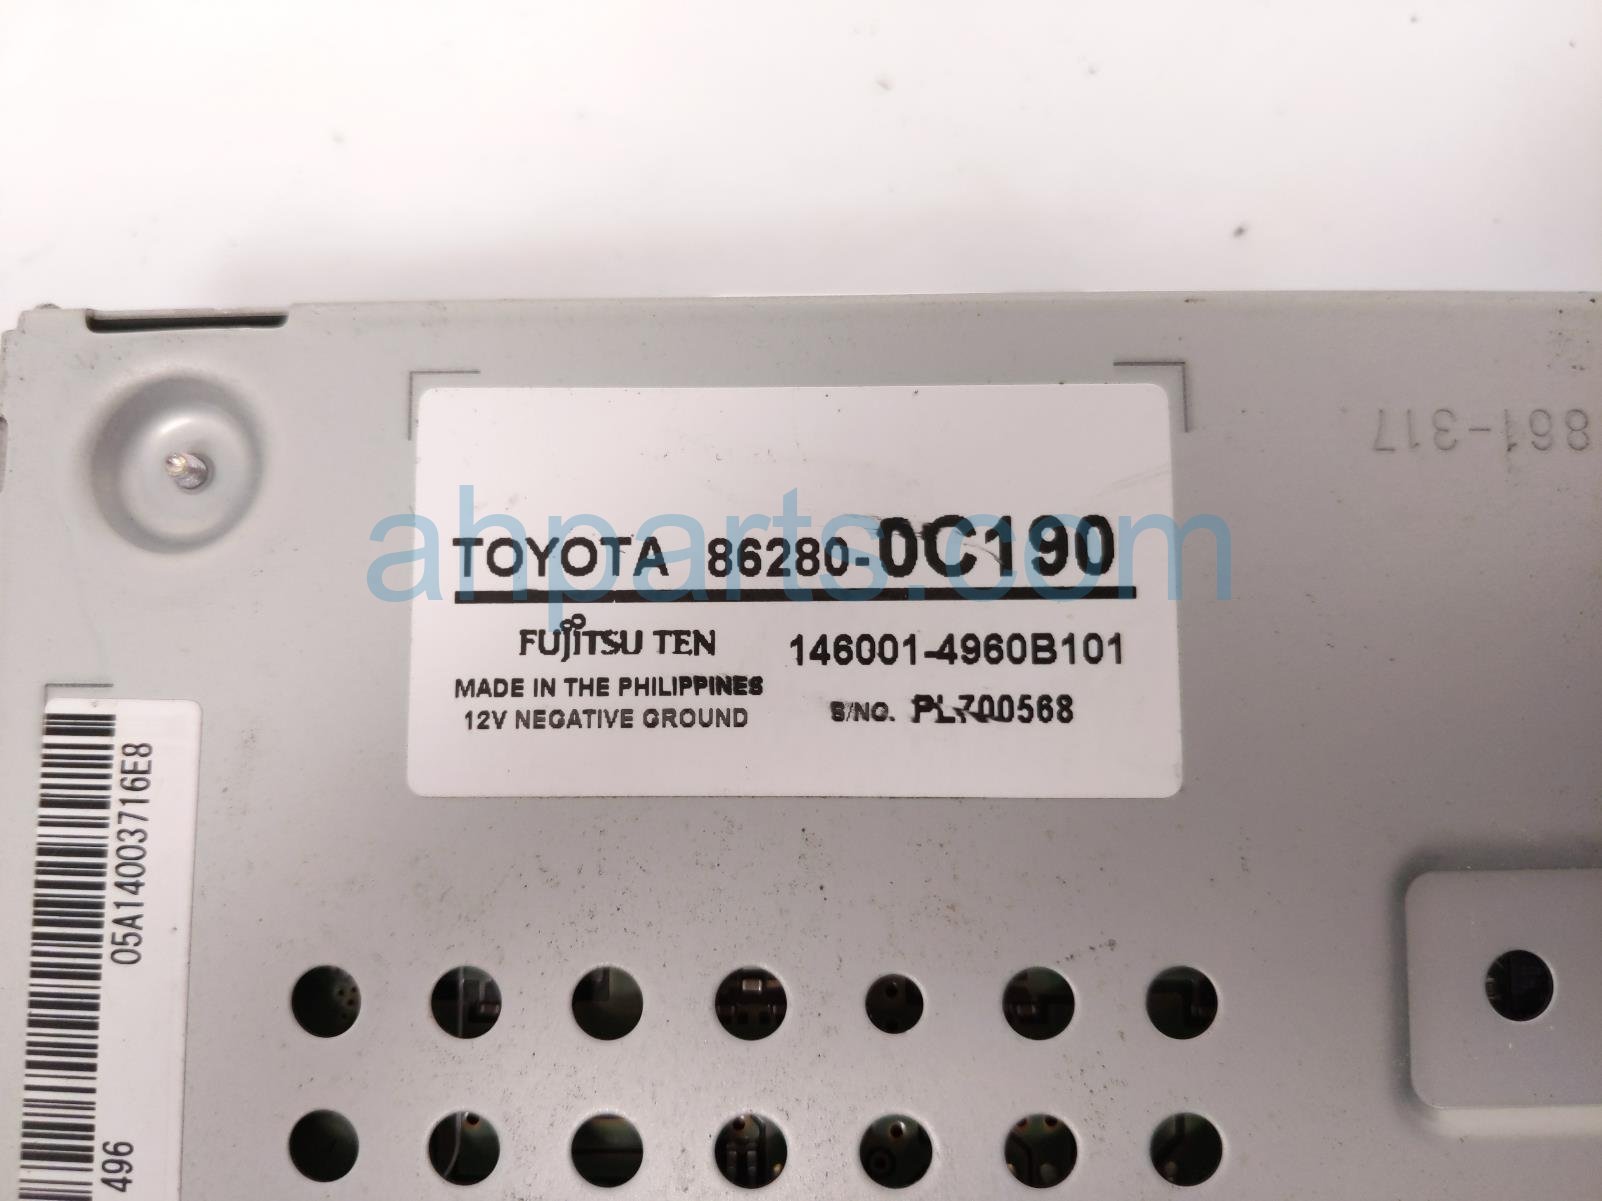 861-317
TOYOTA 86280-0C190
ahparts.com
FUJITSU TEN 146001-4960B101
MADE IN THE PHILIPPINES S/NO. PL700568
12V NEGATIVE GROUND
05A14003716E8
496